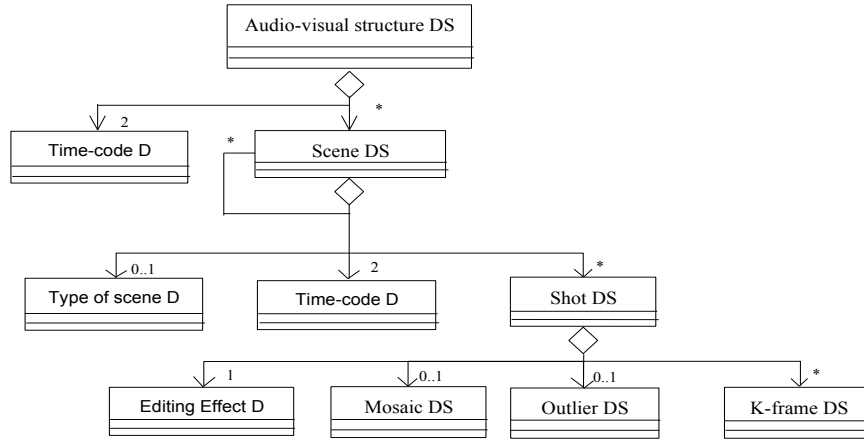 Audio-visual structure DS
2
*
Time-code D
*
Scene DS
0..1
2
*
Type of scene D
Time-code D
Shot DS
1
0..1
0..1
*
Editing Effect D
Mosaic DS
Outlier DS
K-frame DS